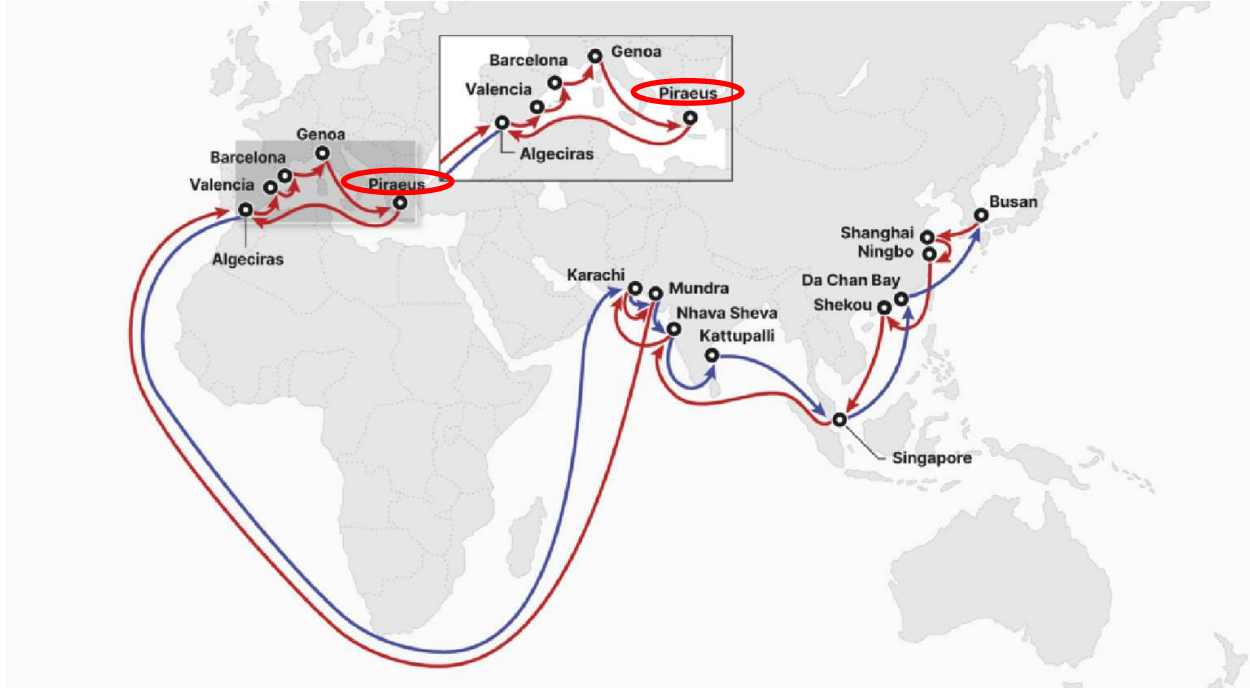 Genoa
Barcelona
Valencia
Piraeus
Algeciras
Genoa
Barcelona
Valencia
Piraeus
Algeciras
Busan
Shanghai
Ningbo
Da Chan Bay
Shekou
Karachi
Mundra
Nhava Sheva
Kattupalli
Singapore